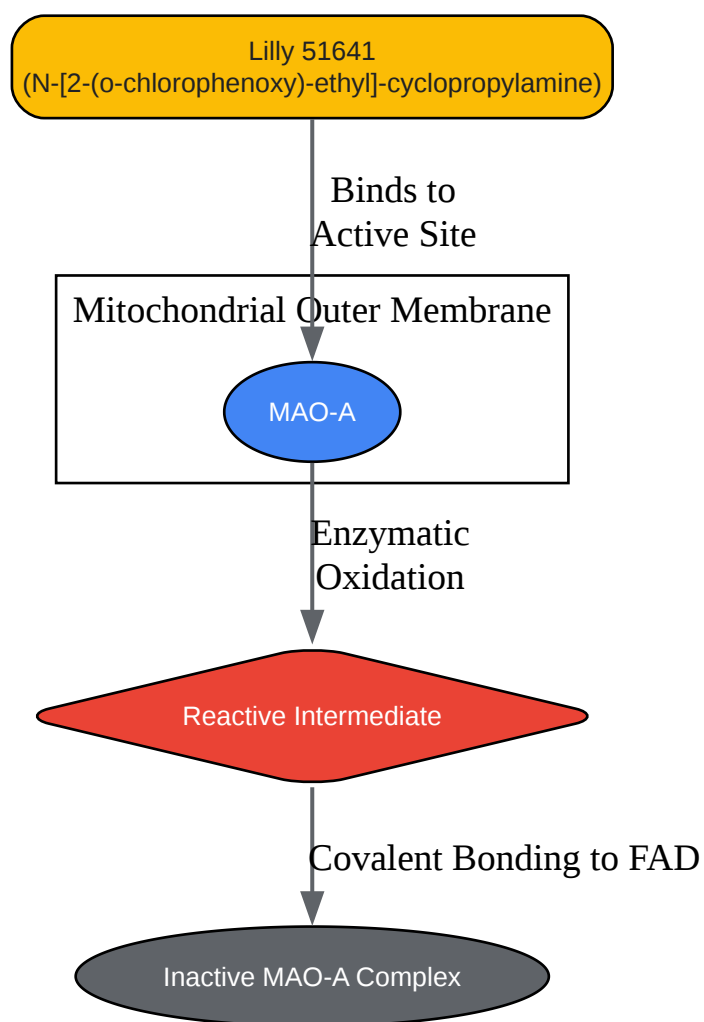 Lilly 51641
(N-[2-(o-chlorophenoxy)-ethyl]-cyclopropylamine)
Binds to
Active Site
Mitochondrial Outer Membrane
MAO-A
Enzymatic
Oxidation
Reactive Intermediate
Covalent Bonding to FAD
Inactive MAO-A Complex